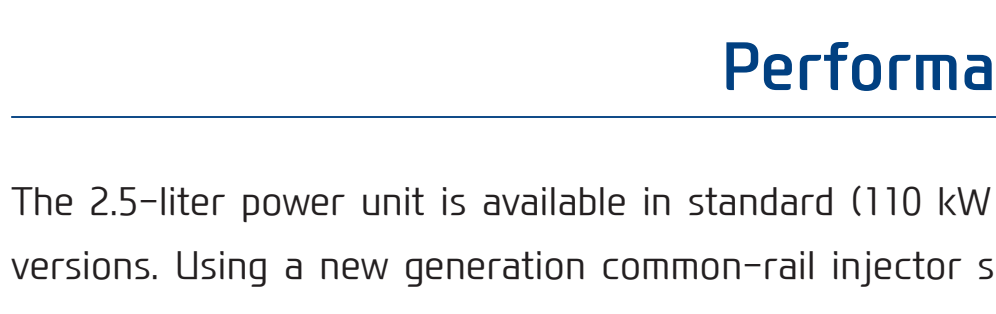 Performa
The 2.5-liter power unit is available in standard (110 kW
versions. Using a new generation common-rail injector s